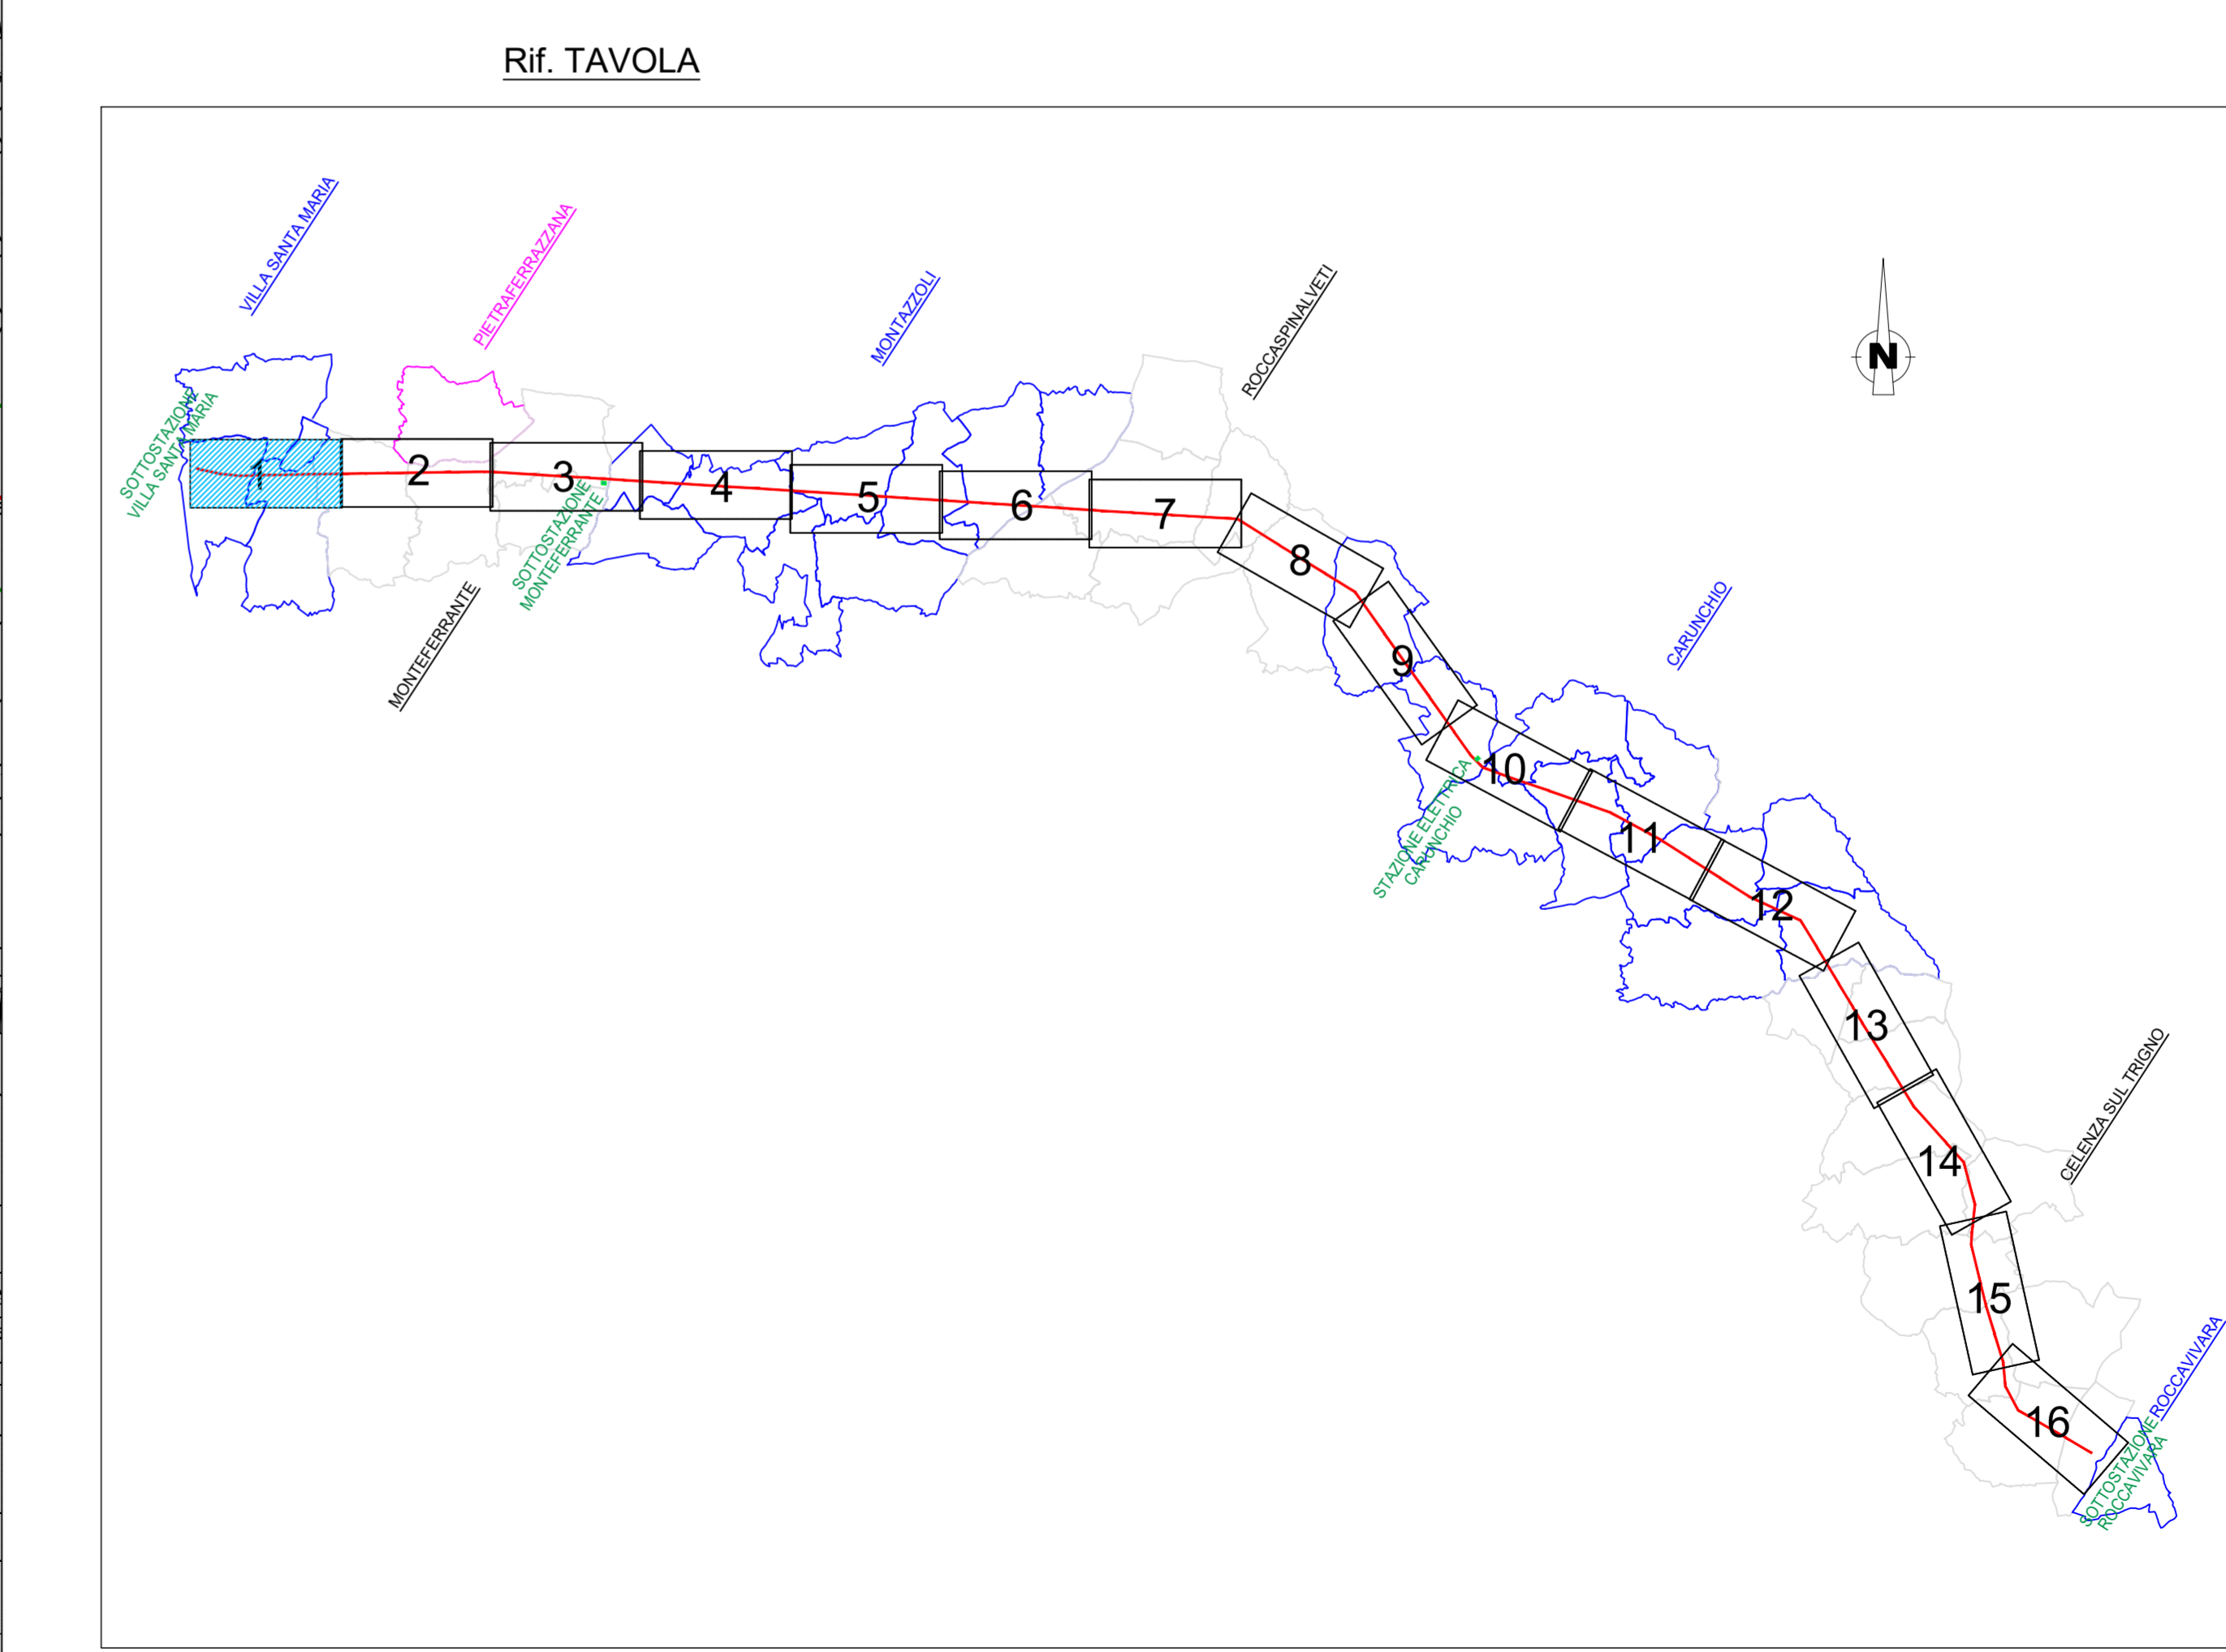 Rif. TAVOLA
VILLA SANTA MARIA
PIETRAFERRAZZANA
MONTAZZOLI
ROCCASPINALVETI
N
SOTTOSTAZIONE
VILLA SANTA MARIA
1
2
3
4
5
6
7
8
SOTTOSTAZIONE
MONTEFERRANTE
MONTEFERRANTE
CARUNCHIO
9
10
STAZIONE ELETTRICA
CARUNCHIO
11
12
13
CELENZA SUL TRIGNO
14
15
16
ROCCAVIVARA
SOTTOSTAZIONE
ROCCAVIVARA